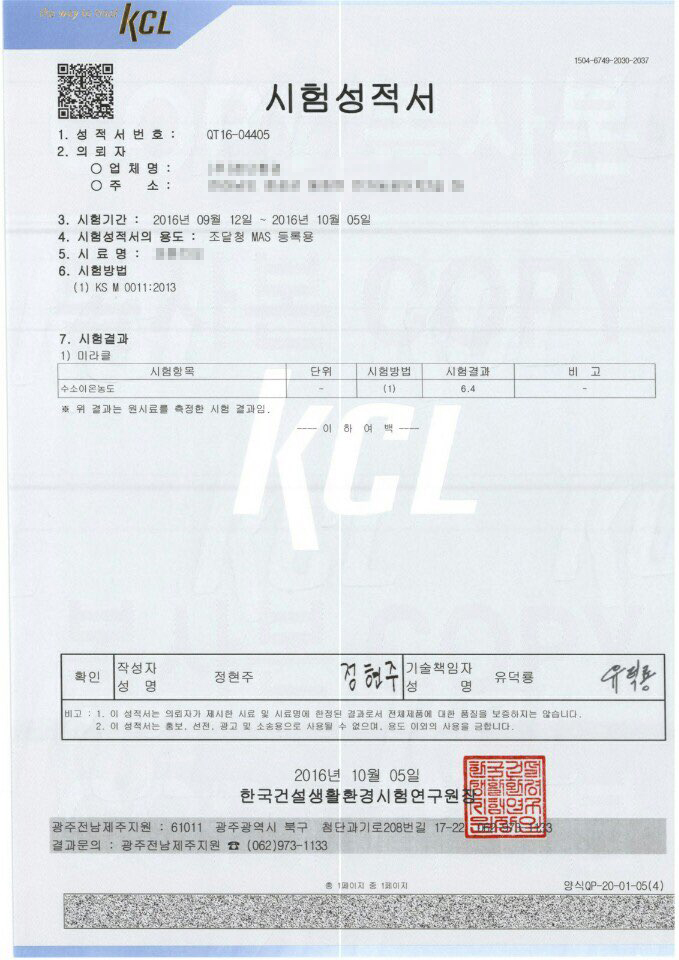 the way to trust KCL
1504-6749-2030-2037
시험성적서
1. 성 적 서 번 호 : QT16-04405
2. 의 뢰 자
○ 업 체 명 :
○ 주 소 :
3. 시험기간 : 2016년 09월 12일 ~ 2016년 10월 05일
4. 시험성적서의 용도 : 조달청 MAS 등록용
5. 시 료 명 :
6. 시험방법
(1) KS M 0011:2013
7. 시험결과
1) 미라클
시험항목 단위 시험방법 시험결과 비 고
수소이온농도 - (1) 6.4 -
※ 위 결과는 원시료를 측정한 시험 결과임.
---- 이 하 여 백 ----
KCL
확인 작성자 성 명 정현주 정현주 기술책임자 성 명 유덕룡 유덕룡
비고 : 1. 이 성적서는 의뢰자가 제시한 시료 및 시료명에 한정된 결과로서 전체제품에 대한 품질을 보증하지는 않습니다.
2. 이 성적서는 홍보, 선전, 광고 및 소송용으로 사용될 수 없으며, 용도 이외의 사용을 금합니다.
2016년 10월 05일
한국건설생활환경시험연구원장
광주전남제주지원 : 61011 광주광역시 북구 첨단과기로208번길 17-22 062-973-1133
결과문의 : 광주전남제주지원 ☎ (062)973-1133
총 1페이지 중 1페이지
양식QP-20-01-05(4)